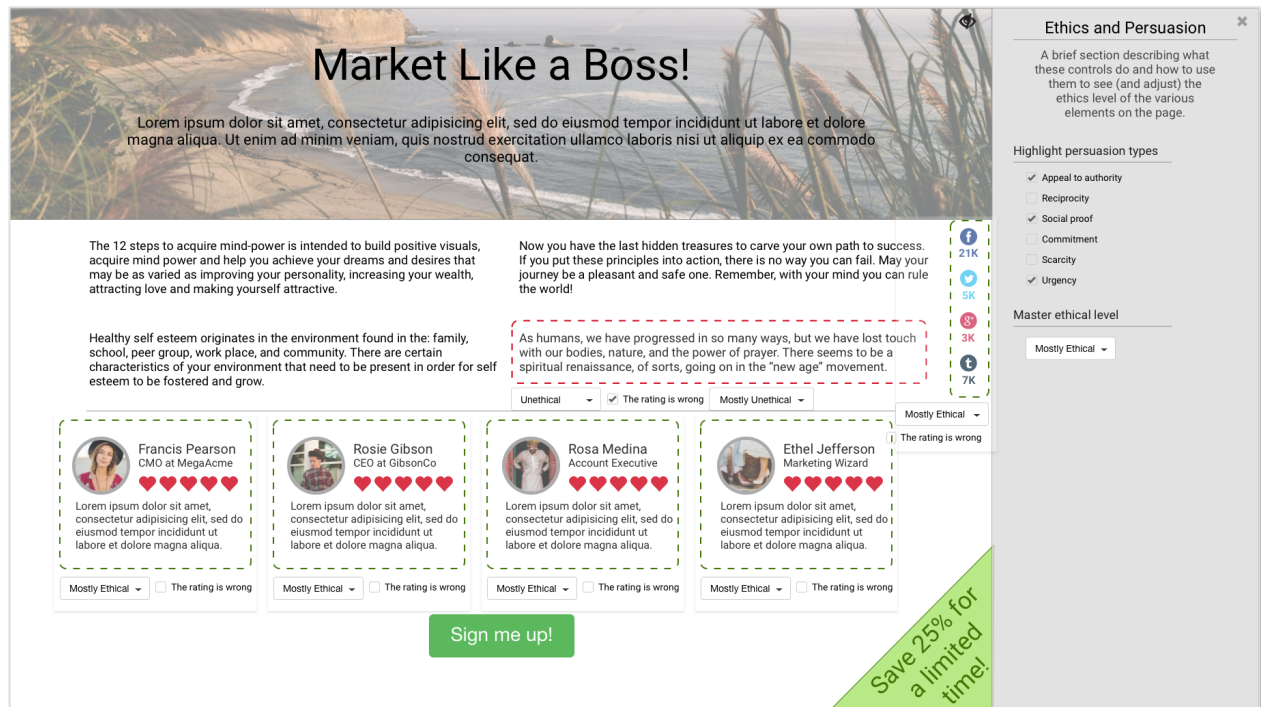 Market Like a Boss!
Lorem ipsum dolor sit amet, consectetur adipisicing elit, sed do eiusmod tempor incididunt ut labore et dolore
magna aliqua. Ut enim ad minim veniam, quis nostrud exercitation ullamco laboris nisi ut aliquip ex ea commodo
consequat.
The 12 steps to acquire mind-power is intended to build positive visuals,
acquire mind power and help you achieve your dreams and desires that
may be as varied as improving your personality, increasing your wealth,
attracting love and making yourself attractive.
Now you have the last hidden treasures to carve your own path to success.
If you put these principles into action, there is no way you can fail. May your
journey be a pleasant and safe one. Remember, with your mind you can rule
the world!
Healthy self esteem originates in the environment found in the: family,
school, peer group, work place, and community. There are certain
characteristics of your environment that need to be present in order for self
esteem to be fostered and grow.
As humans, we have progressed in so many ways, but we have lost touch
with our bodies, nature, and the power of prayer. There seems to be a
spiritual renaissance, of sorts, going on in the “new age” movement.
Unethical
The rating is wrong
Mostly Unethical
f
21K
5K
g+
3K
t
7K
Mostly Ethical
The rating is wrong
Francis Pearson
CMO at MegaAcme
Lorem ipsum dolor sit amet,
consectetur adipisicing elit, sed do
eiusmod tempor incididunt ut
labore et dolore magna aliqua.
Mostly Ethical
The rating is wrong
Rosie Gibson
CEO at GibsonCo
Lorem ipsum dolor sit amet,
consectetur adipisicing elit, sed do
eiusmod tempor incididunt ut
labore et dolore magna aliqua.
Mostly Ethical
The rating is wrong
Rosa Medina
Account Executive
Lorem ipsum dolor sit amet,
consectetur adipisicing elit, sed do
eiusmod tempor incididunt ut
labore et dolore magna aliqua.
Mostly Ethical
The rating is wrong
Ethel Jefferson
Marketing Wizard
Lorem ipsum dolor sit amet,
consectetur adipisicing elit, sed do
eiusmod tempor incididunt ut
labore et dolore magna aliqua.
Mostly Ethical
The rating is wrong
Sign me up!
Save 25% for
a limited
time!
Ethics and Persuasion
A brief section describing what
these controls do and how to use
them to see (and adjust) the
ethics level of the various
elements on the page.
Highlight persuasion types
Appeal to authority
Reciprocity
Social proof
Commitment
Scarcity
Urgency
Master ethical level
Mostly Ethical